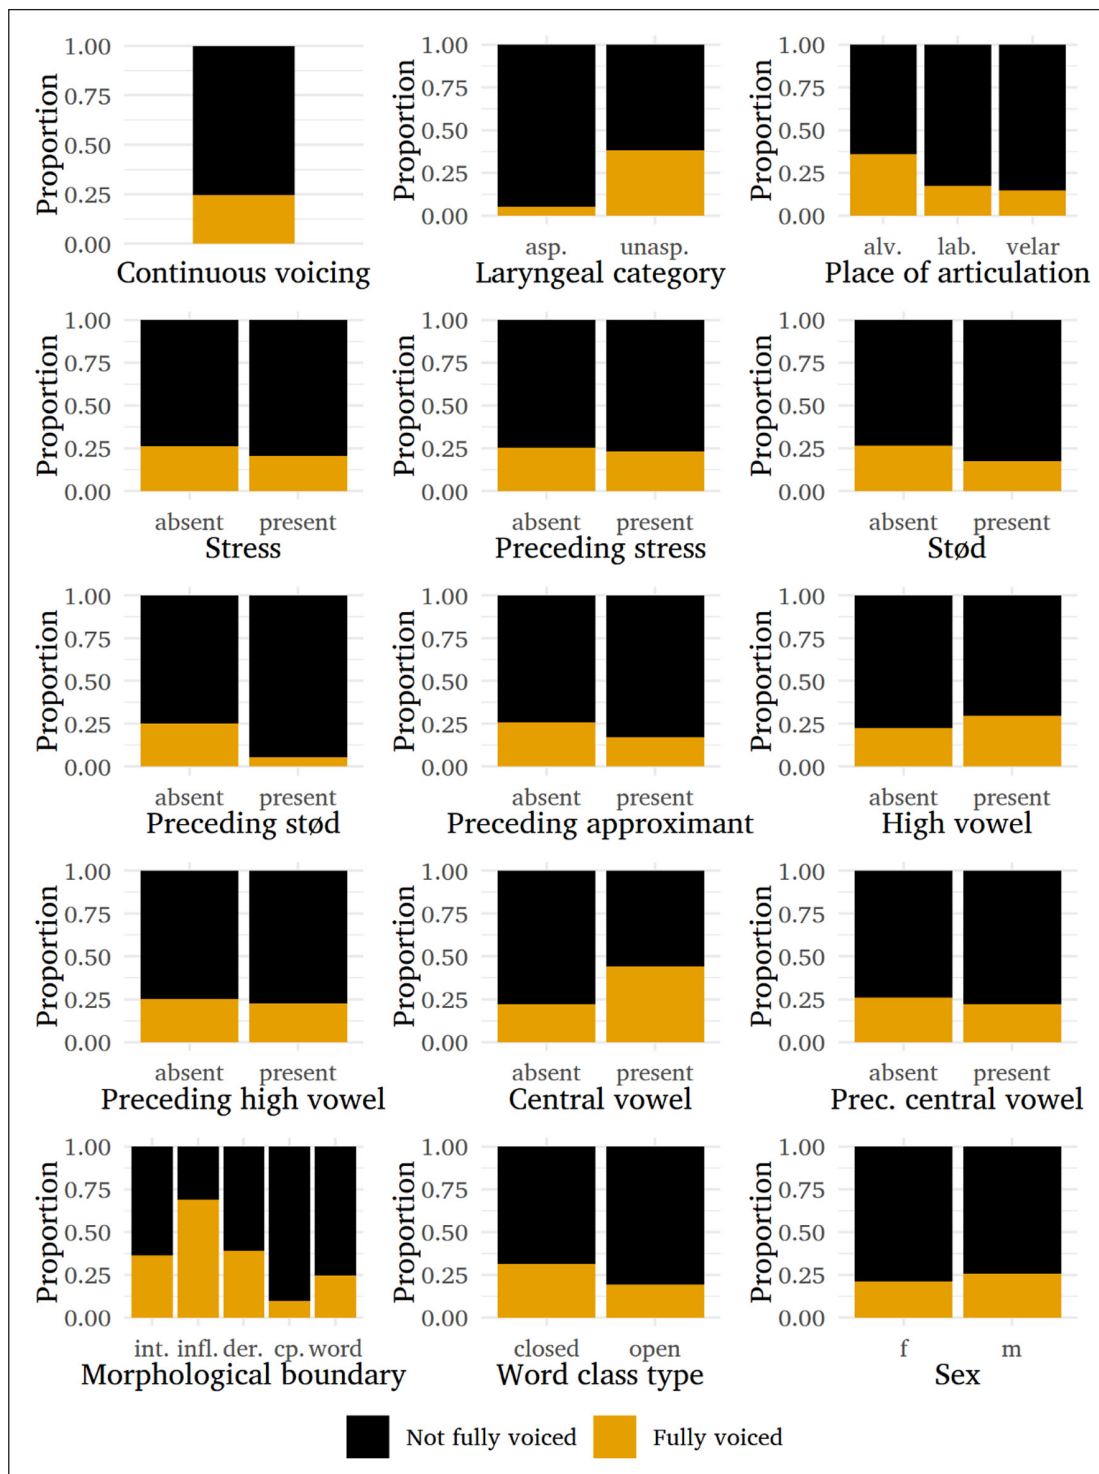 1.00
0.75
0.50
0.25
0.00
Proportion
Continuous voicing
1.00
0.75
0.50
0.25
0.00
Proportion
asp. unasp.
Laryngeal category
1.00
0.75
0.50
0.25
0.00
Proportion
alv. lab. velar
Place of articulation
1.00
0.75
0.50
0.25
0.00
Proportion
absent present
Stress
1.00
0.75
0.50
0.25
0.00
Proportion
absent present
Preceding stress
1.00
0.75
0.50
0.25
0.00
Proportion
absent present
Stød
1.00
0.75
0.50
0.25
0.00
Proportion
absent present
Preceding stød
1.00
0.75
0.50
0.25
0.00
Proportion
absent present
Preceding approximant
1.00
0.75
0.50
0.25
0.00
Proportion
absent present
High vowel
1.00
0.75
0.50
0.25
0.00
Proportion
absent present
Preceding high vowel
1.00
0.75
0.50
0.25
0.00
Proportion
absent present
Central vowel
1.00
0.75
0.50
0.25
0.00
Proportion
absent present
Prec. central vowel
1.00
0.75
0.50
0.25
0.00
Proportion
int. infl. der. cp. word
Morphological boundary
1.00
0.75
0.50
0.25
0.00
Proportion
closed open
Word class type
1.00
0.75
0.50
0.25
0.00
Proportion
f m
Sex
Not fully voiced Fully voiced